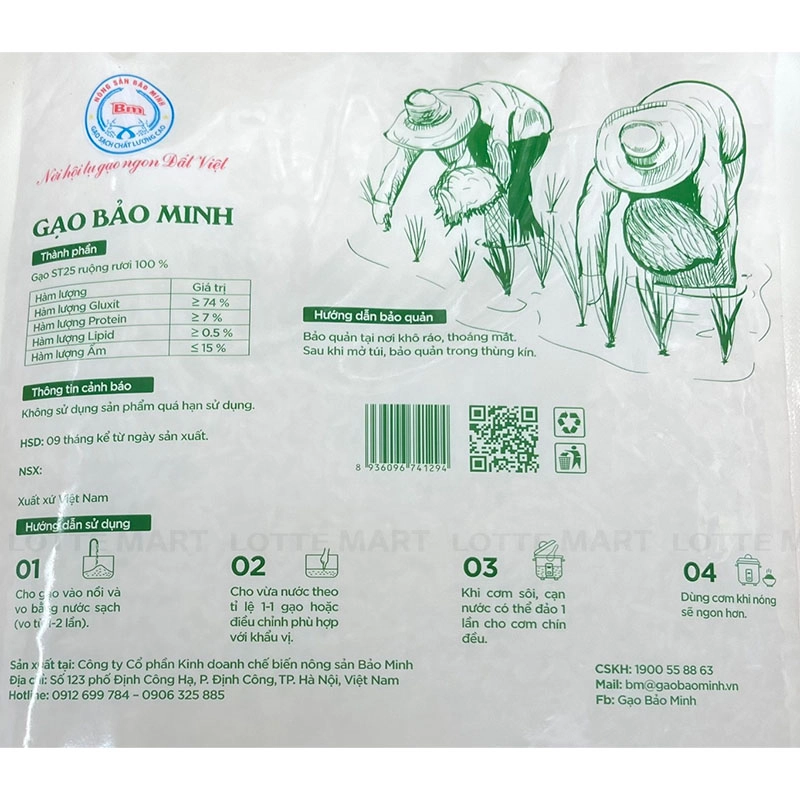 NÔNG SẢN BẢO MINH
Bm
GẠO SẠCH CHẤT LƯỢNG CAO
Nơi hội tụ gạo ngon Đất Việt
GẠO BẢO MINH
Thành phần
Gạo ST25 ruộng rươi 100 %
Hàm lượng Giá trị
Hàm lượng Gluxit ≥ 74 %
Hàm lượng Protein ≥ 7 %
Hàm lượng Lipid ≥ 0.5 %
Hàm lượng Ẩm ≤ 15 %
Hướng dẫn bảo quản
Bảo quản tại nơi khô ráo, thoáng mát.
Sau khi mở túi, bảo quản trong thùng kín.
Thông tin cảnh báo
Không sử dụng sản phẩm quá hạn sử dụng.
HSD: 09 tháng kể từ ngày sản xuất.
NSX:
Xuất xứ Việt Nam
8 936096 741294
Hướng dẫn sử dụng
LOTTE MART LOTTE MART LOTTE MART LOTTE MART
01
Cho gạo vào nồi và
vo bằng nước sạch
(vo từ 1-2 lần).
02
Cho vừa nước theo
tỉ lệ 1-1 gạo hoặc
điều chỉnh phù hợp
với khẩu vị.
03
Khi cơm sôi, cạn
nước có thể đảo 1
lần cho cơm chín
đều.
04
Dùng cơm khi nóng
sẽ ngon hơn.
Sản xuất tại: Công ty Cổ phần Kinh doanh chế biến nông sản Bảo Minh
Địa chỉ: Số 123 phố Định Công Hạ, P. Định Công, TP. Hà Nội, Việt Nam
Hotline: 0912 699 784 – 0906 325 885
CSKH: 1900 55 88 63
Mail: bm@gaobaominh.vn
Fb: Gạo Bảo Minh